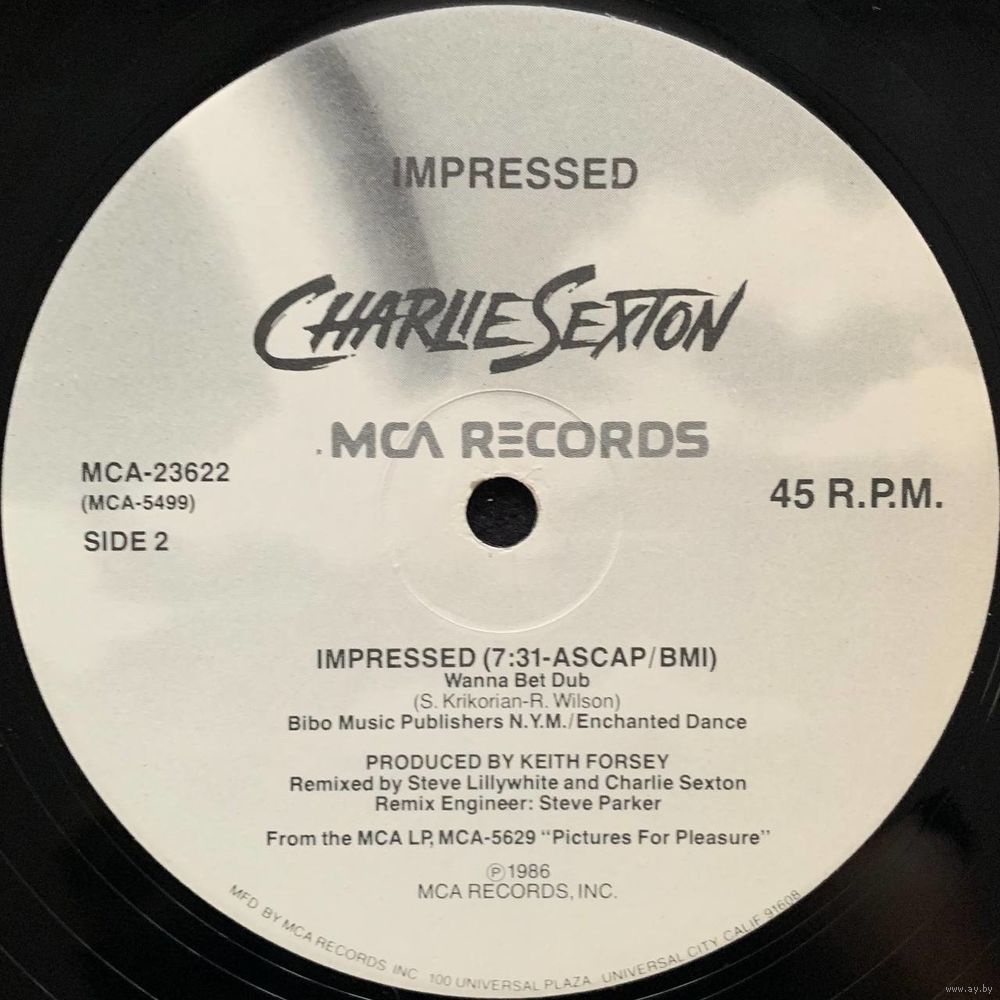 IMPRESSED
CHARLIE SEXTON
MCA RECORDS
MCA-23622
(MCA-5499)
SIDE 2
45 R.P.M.
IMPRESSED (7:31-ASCAP/BMI)
Wanna Bet Dub
(S. Krikorian-R. Wilson)
Bibo Music Publishers N.Y.M./Enchanted Dance
PRODUCED BY KEITH FORSEY
Remixed by Steve Lillywhite and Charlie Sexton
Remix Engineer: Steve Parker
From the MCA LP, MCA-5629 "Pictures For Pleasure"
℗1986
MCA RECORDS, INC.
MFD BY MCA RECORDS INC 100 UNIVERSAL PLAZA UNIVERSAL CITY CALIF 91608
www.ay.by